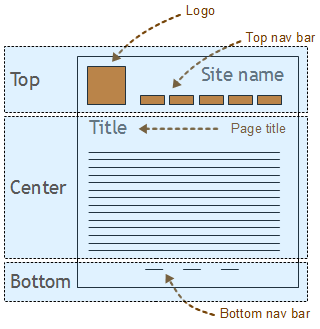 Logo
Top nav bar
Top
Site name
Title
Page title
Center
Bottom
Bottom nav bar